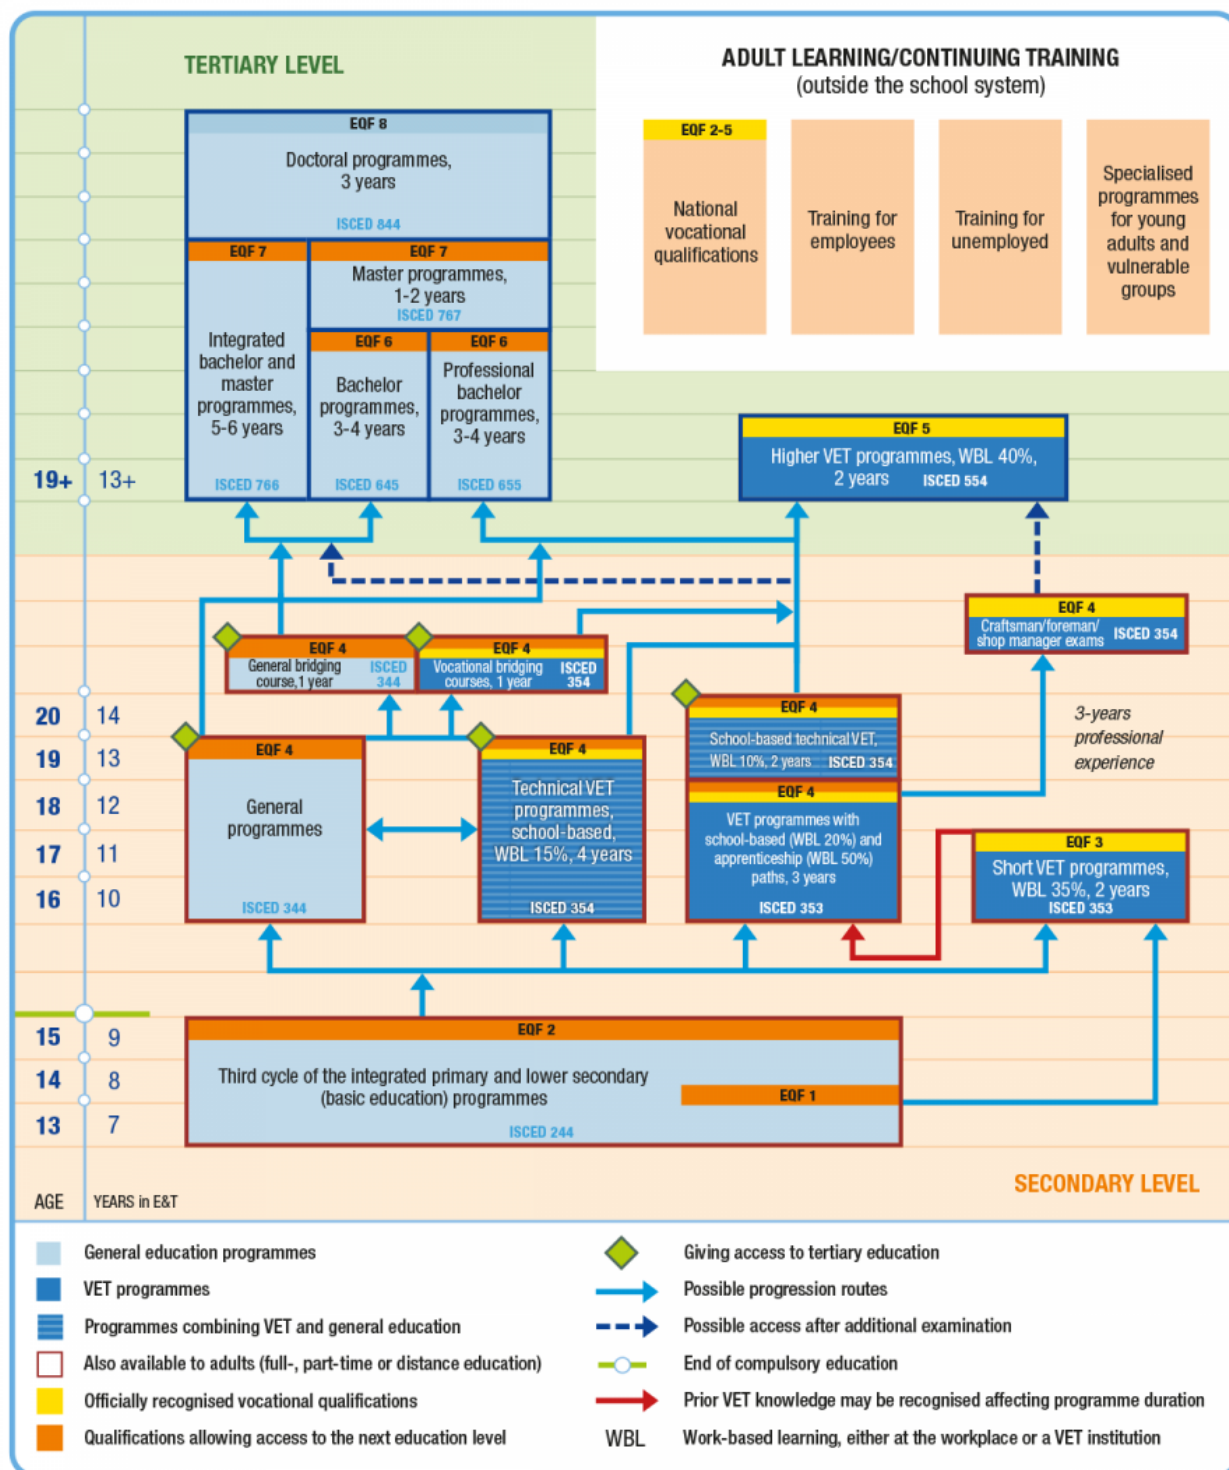 TERTIARY LEVEL
ADULT LEARNING/CONTINUING TRAINING
(outside the school system)
EQF 8
Doctoral programmes,
3 years
ISCED 844
EQF 2-5
National
vocational
qualifications
Training for
employees
Training for
unemployed
Specialised
programmes
for young
adults and
vulnerable
groups
EQF 7
Integrated
bachelor and
master
programmes,
5-6 years
ISCED 766
EQF 7
Master programmes,
1-2 years
ISCED 767
EQF 6
Bachelor
programmes,
3-4 years
ISCED 645
EQF 6
Professional
bachelor
programmes,
3-4 years
ISCED 655
EQF 5
Higher VET programmes, WBL 40%,
2 years ISCED 554
19+ 13+
EQF 4
Craftsman/foreman/
shop manager exams ISCED 354
EQF 4
General bridging
course,1 year
ISCED
344
EQF 4
Vocational bridging
courses, 1 year
ISCED
354
20 14
19 13
18 12
17 11
16 10
EQF 4
General
programmes
ISCED 344
EQF 4
Technical VET
programmes,
school-based,
WBL 15%, 4 years
ISCED 354
EQF 4
School-based technical VET,
WBL 10%, 2 years ISCED 354
EQF 4
VET programmes with
school-based (WBL 20%) and
apprenticeship (WBL 50%)
paths, 3 years
ISCED 353
3-years
professional
experience
EQF 3
Short VET programmes,
WBL 35%, 2 years
ISCED 353
15 9
14 8
13 7
EQF 2
Third cycle of the integrated primary and lower secondary
(basic education) programmes
EQF 1
ISCED 244
SECONDARY LEVEL
AGE YEARS in E&T
General education programmes
VET programmes
Programmes combining VET and general education
Also available to adults (full-, part-time or distance education)
Officially recognised vocational qualifications
Qualifications allowing access to the next education level
Giving access to tertiary education
Possible progression routes
Possible access after additional examination
End of compulsory education
Prior VET knowledge may be recognised affecting programme duration
WBL Work-based learning, either at the workplace or a VET institution